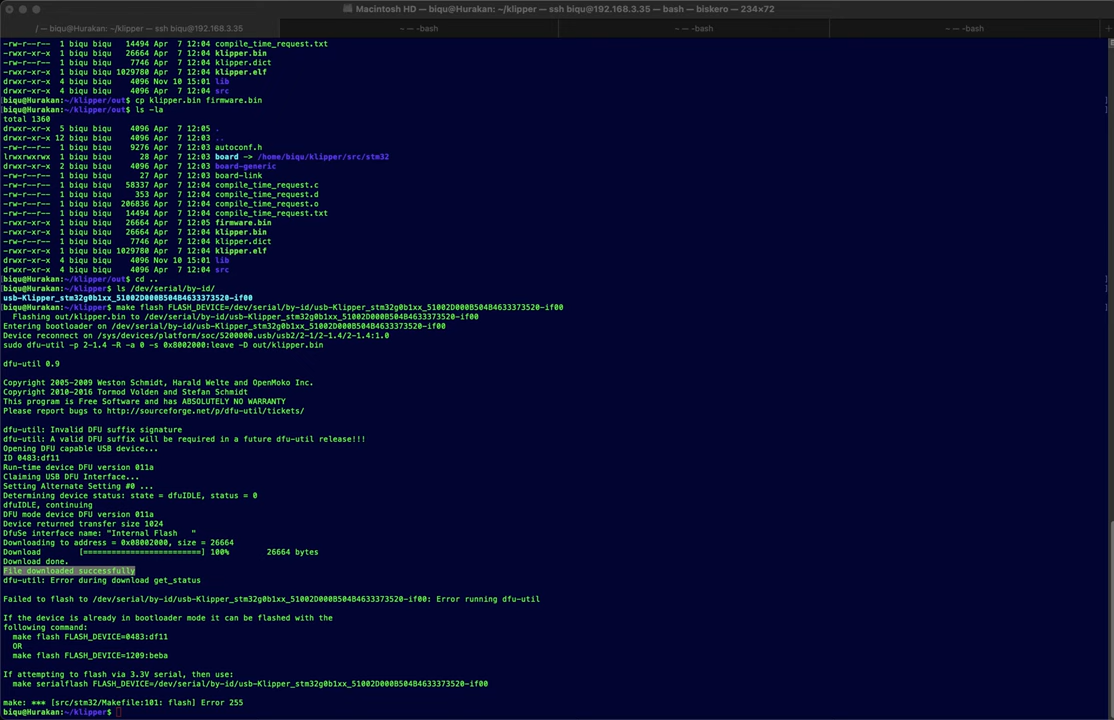 Macintosh HD — biqu@Hurakan: ~/klipper — ssh biqu@192.168.3.35 — bash — biskero — 234×72
/ — biqu@Hurakan: ~/klipper — ssh biqu@192.168.3.35
~ — -bash
~ — -bash
~ — -bash
-rw-r--r-- 1 biqu biqu 14494 Apr 7 12:04 compile_time_request.txt
-rwxr-xr-x 1 biqu biqu 26664 Apr 7 12:04 klipper.bin
-rw-r--r-- 1 biqu biqu 7746 Apr 7 12:04 klipper.dict
-rwxr-xr-x 1 biqu biqu 1029780 Apr 7 12:04 klipper.elf
drwxr-xr-x 4 biqu biqu 4096 Nov 10 15:01 lib
drwxr-xr-x 4 biqu biqu 4096 Apr 7 12:04 src
[biqu@Hurakan:~/klipper/out$ cp klipper.bin firmware.bin
[biqu@Hurakan:~/klipper/out$ ls -la
total 1360
drwxr-xr-x 5 biqu biqu 4096 Apr 7 12:05 .
drwxr-xr-x 12 biqu biqu 4096 Apr 7 12:03 ..
-rw-r--r-- 1 biqu biqu 9276 Apr 7 12:03 autoconf.h
lrwxrwxrwx 1 biqu biqu 28 Apr 7 12:03 board -> /home/biqu/klipper/src/stm32
drwxr-xr-x 2 biqu biqu 4096 Apr 7 12:03 board-generic
-rw-r--r-- 1 biqu biqu 27 Apr 7 12:03 board-link
-rw-r--r-- 1 biqu biqu 58337 Apr 7 12:04 compile_time_request.c
-rw-r--r-- 1 biqu biqu 353 Apr 7 12:04 compile_time_request.d
-rw-r--r-- 1 biqu biqu 206836 Apr 7 12:04 compile_time_request.o
-rw-r--r-- 1 biqu biqu 14494 Apr 7 12:04 compile_time_request.txt
-rwxr-xr-x 1 biqu biqu 26664 Apr 7 12:05 firmware.bin
-rwxr-xr-x 1 biqu biqu 26664 Apr 7 12:04 klipper.bin
-rw-r--r-- 1 biqu biqu 7746 Apr 7 12:04 klipper.dict
-rwxr-xr-x 1 biqu biqu 1029780 Apr 7 12:04 klipper.elf
drwxr-xr-x 4 biqu biqu 4096 Nov 10 15:01 lib
drwxr-xr-x 4 biqu biqu 4096 Apr 7 12:04 src
[biqu@Hurakan:~/klipper/out$ cd ..
[biqu@Hurakan:~/klipper$ ls /dev/serial/by-id/
usb-Klipper_stm32g0b1xx_51002D000B504B4633373520-if00
[biqu@Hurakan:~/klipper$ make flash FLASH_DEVICE=/dev/serial/by-id/usb-Klipper_stm32g0b1xx_51002D000B504B4633373520-if00
Flashing out/klipper.bin to /dev/serial/by-id/usb-Klipper_stm32g0b1xx_51002D000B504B4633373520-if00
Entering bootloader on /dev/serial/by-id/usb-Klipper_stm32g0b1xx_51002D000B504B4633373520-if00
Device reconnect on /sys/devices/platform/soc/5200000.usb/usb2/2-1/2-1.4/2-1.4:1.0
sudo dfu-util -p 2-1.4 -R -a 0 -s 0x8002000:leave -D out/klipper.bin
dfu-util 0.9
Copyright 2005-2009 Weston Schmidt, Harald Welte and OpenMoko Inc.
Copyright 2010-2016 Tormod Volden and Stefan Schmidt
This program is Free Software and has ABSOLUTELY NO WARRANTY
Please report bugs to http://sourceforge.net/p/dfu-util/tickets/
dfu-util: Invalid DFU suffix signature
dfu-util: A valid DFU suffix will be required in a future dfu-util release!!!
Opening DFU capable USB device...
ID 0483:df11
Run-time device DFU version 011a
Claiming USB DFU Interface...
Setting Alternate Setting #0 ...
Determining device status: state = dfuIDLE, status = 0
dfuIDLE, continuing
DFU mode device DFU version 011a
Device returned transfer size 1024
DfuSe interface name: "Internal Flash   "
Downloading to address = 0x08002000, size = 26664
Download [=========================] 100% 26664 bytes
Download done.
File downloaded successfully
dfu-util: Error during download get_status
Failed to flash to /dev/serial/by-id/usb-Klipper_stm32g0b1xx_51002D000B504B4633373520-if00: Error running dfu-util
If the device is already in bootloader mode it can be flashed with the
following command:
make flash FLASH_DEVICE=0483:df11
OR
make flash FLASH_DEVICE=1209:beba
If attempting to flash via 3.3V serial, then use:
make serialflash FLASH_DEVICE=/dev/serial/by-id/usb-Klipper_stm32g0b1xx_51002D000B504B4633373520-if00
make: *** [src/stm32/Makefile:101: flash] Error 255
biqu@Hurakan:~/klipper$